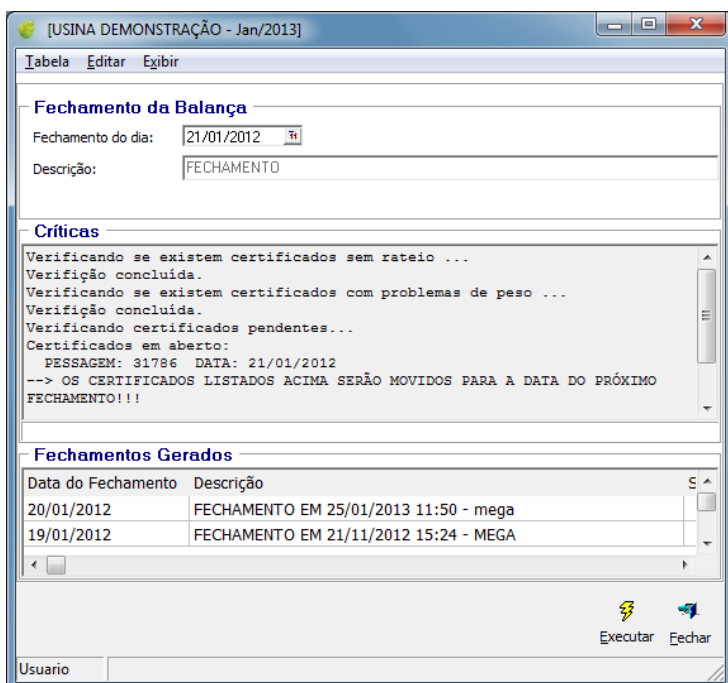 [USINA DEMONSTRAÇÃO - Jan/2013]
Tabela Editar Exibir
Fechamento da Balança
Fechamento do dia: 21/01/2012
Descrição: FECHAMENTO
Críticas
Verificando se existem certificados sem rateio ...
Verifição concluída.
Verificando se existem certificados com problemas de peso ...
Verifição concluída.
Verificando certificados pendentes...
Certificados em aberto:
PESSAGEM: 31786 DATA: 21/01/2012
--> OS CERTIFICADOS LISTADOS ACIMA SERÃO MOVIDOS PARA A DATA DO PRÓXIMO
FECHAMENTO!!!
Fechamentos Gerados
Data do Fechamento Descrição S
20/01/2012 FECHAMENTO EM 25/01/2013 11:50 - mega
19/01/2012 FECHAMENTO EM 21/11/2012 15:24 - MEGA
Executar Fechar
Usuario